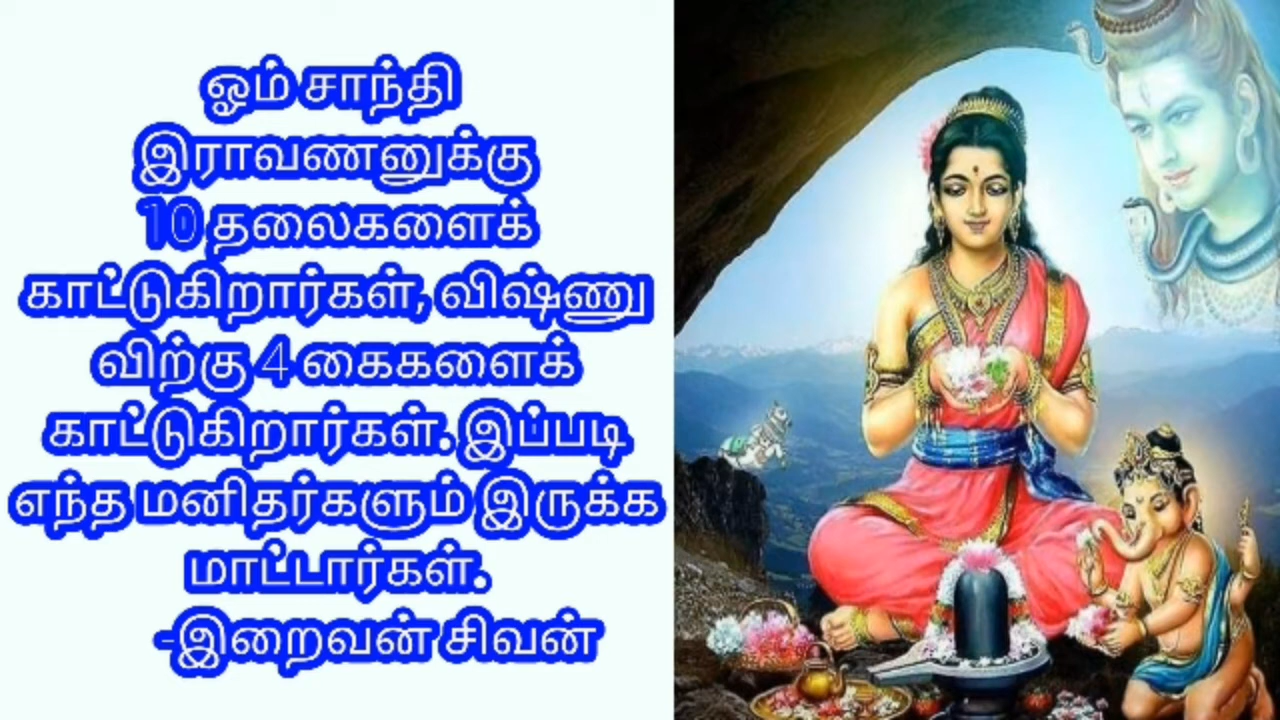 ஓம் சாந்தி
இராவணனுக்கு
10 தலைகளைக்
காட்டுகிறார்கள், விஷ்ணு
விற்கு 4 கைகளைக்
காட்டுகிறார்கள். இப்படி
எந்த மனிதர்களும் இருக்க
மாட்டார்கள்.
-இறைவன் சிவன்